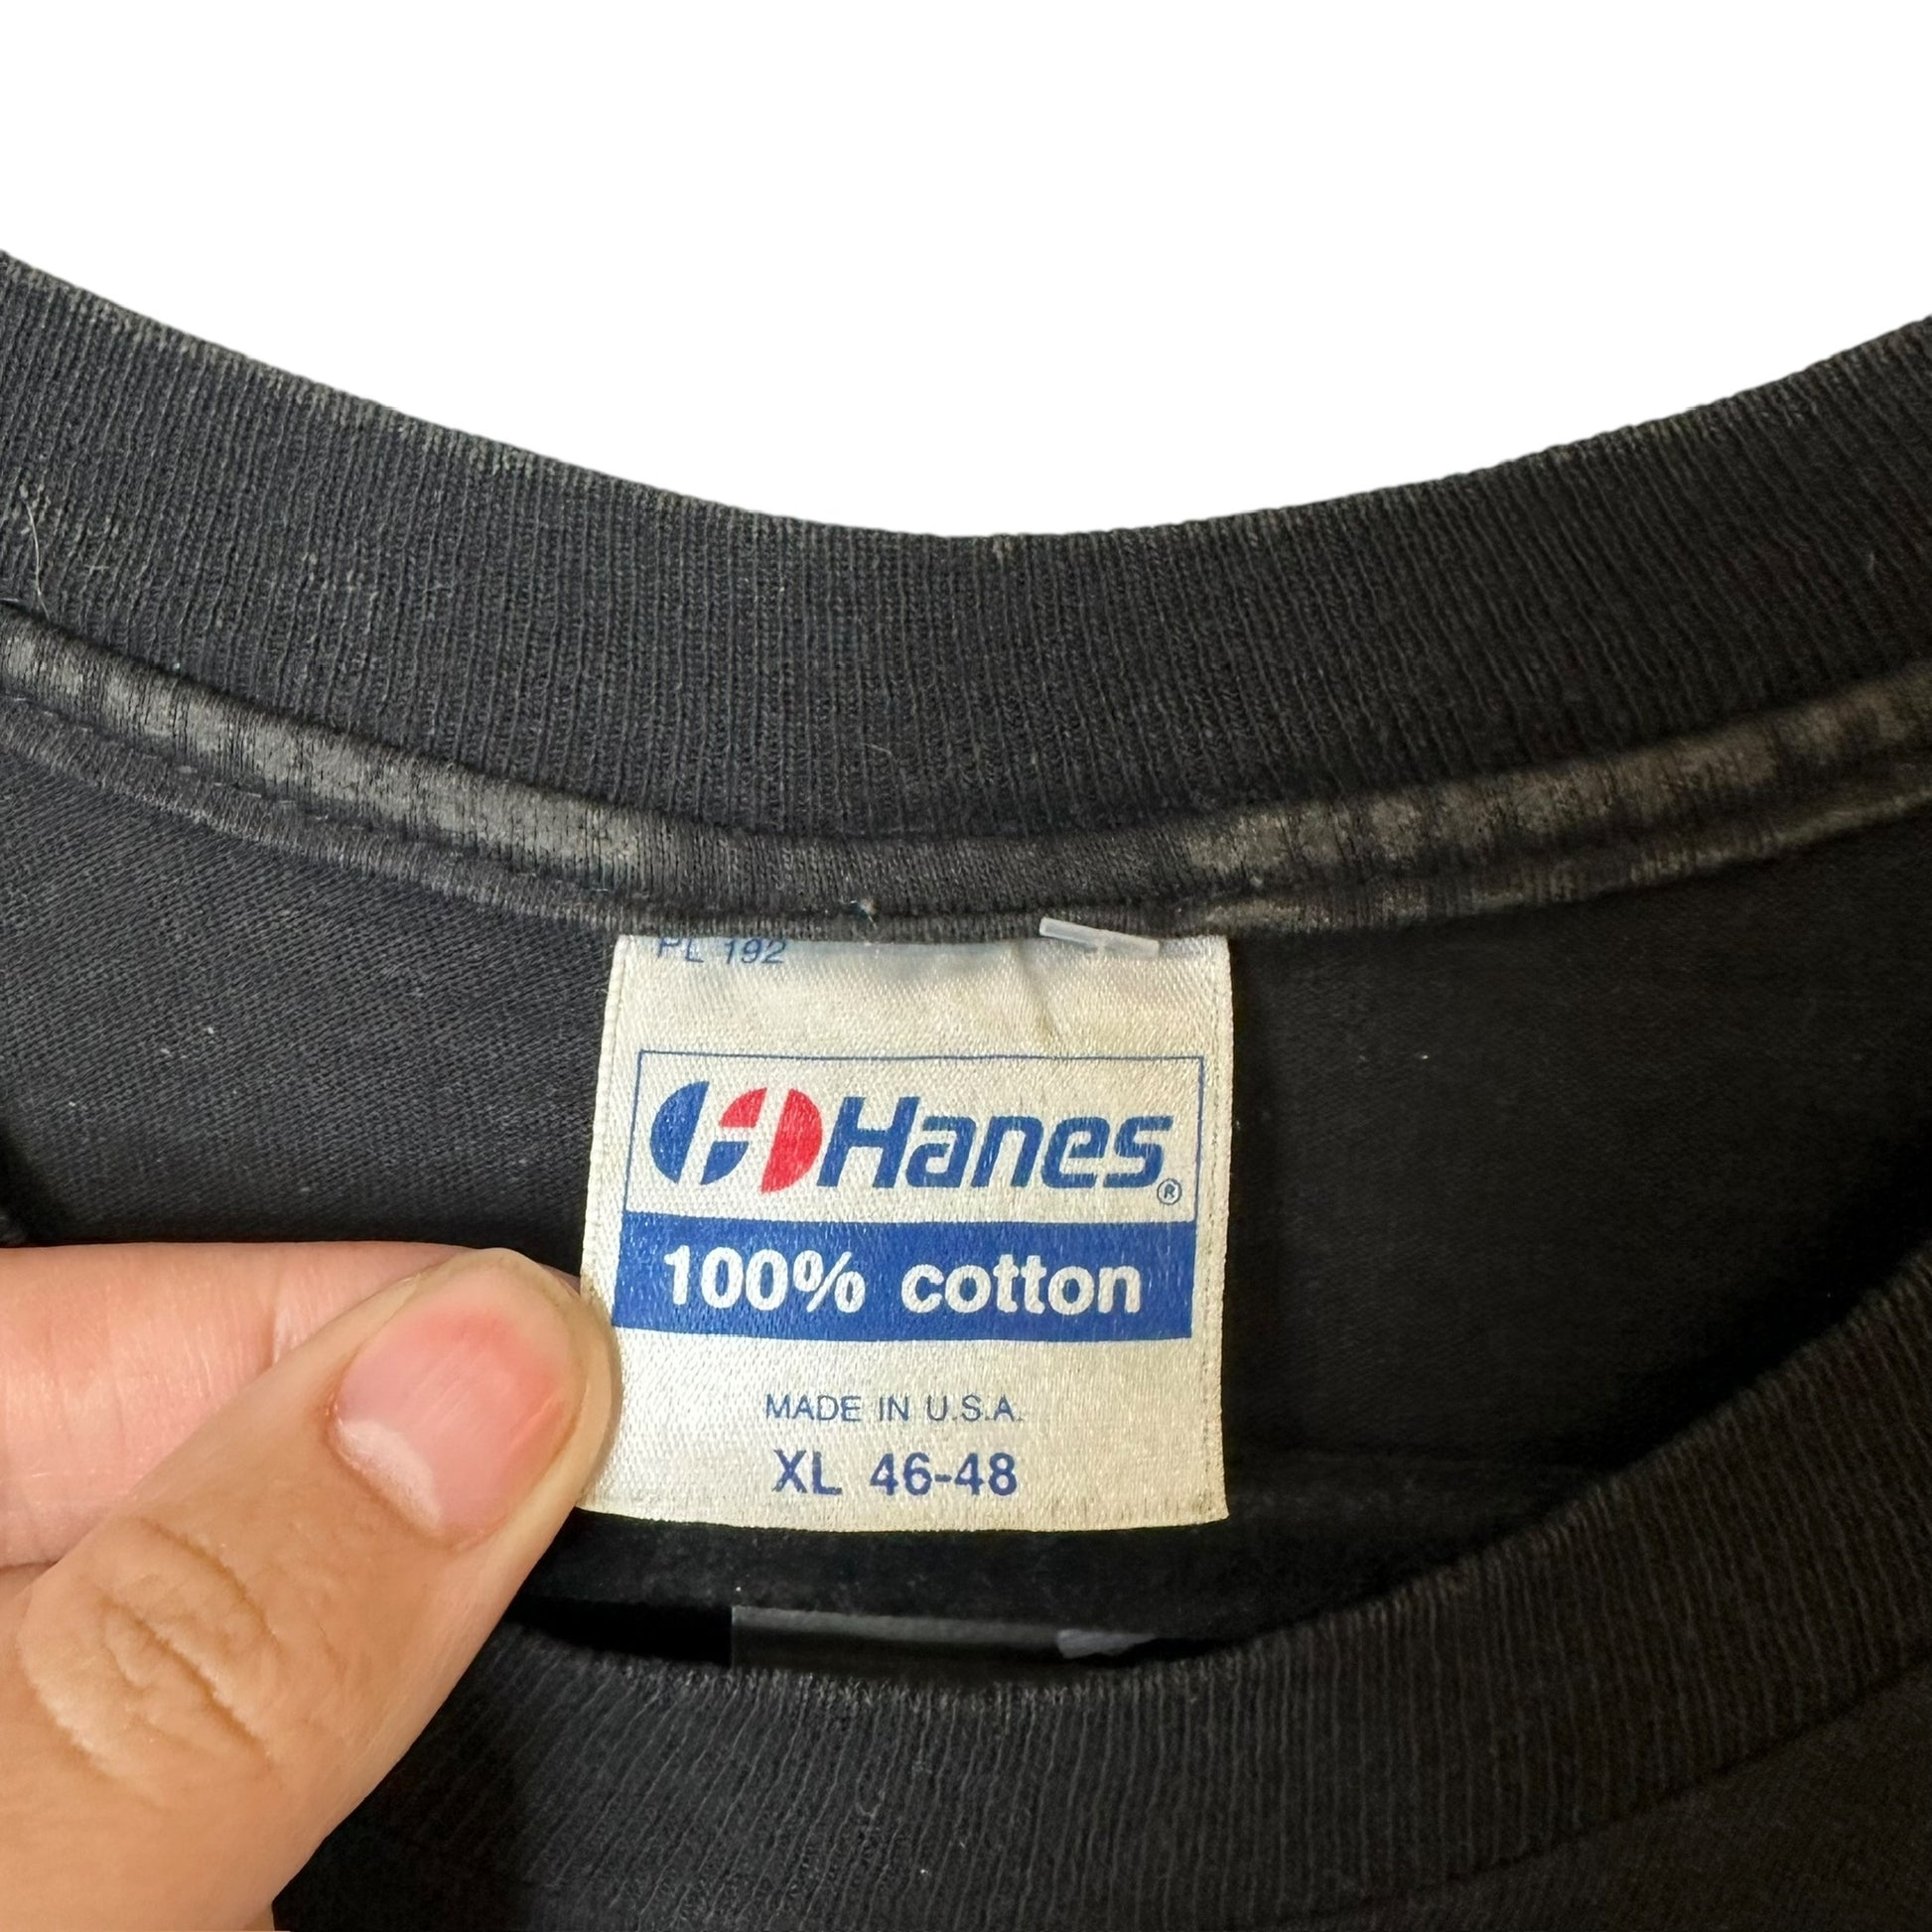 PL 192
Hanes®
100% cotton
MADE IN U.S.A.
XL 46-48